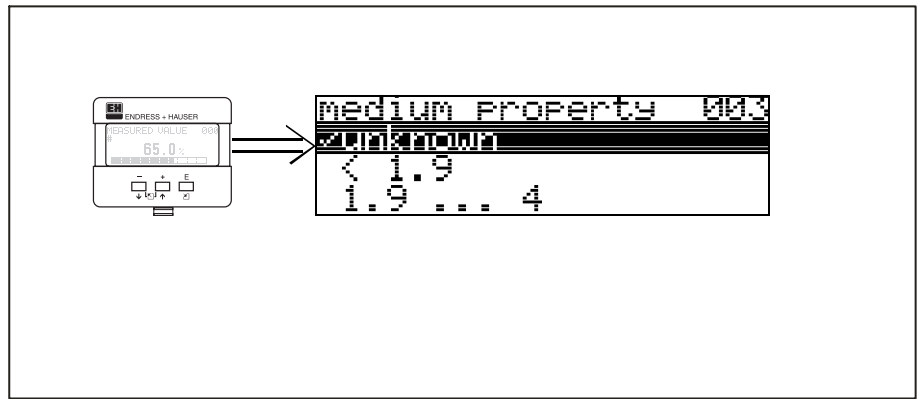 EH
ENDRESS + HAUSER
MEASURED VALUE 000
#
65.0 %
- + E
medium property 003
✓unknown
< 1.9
1.9 ... 4